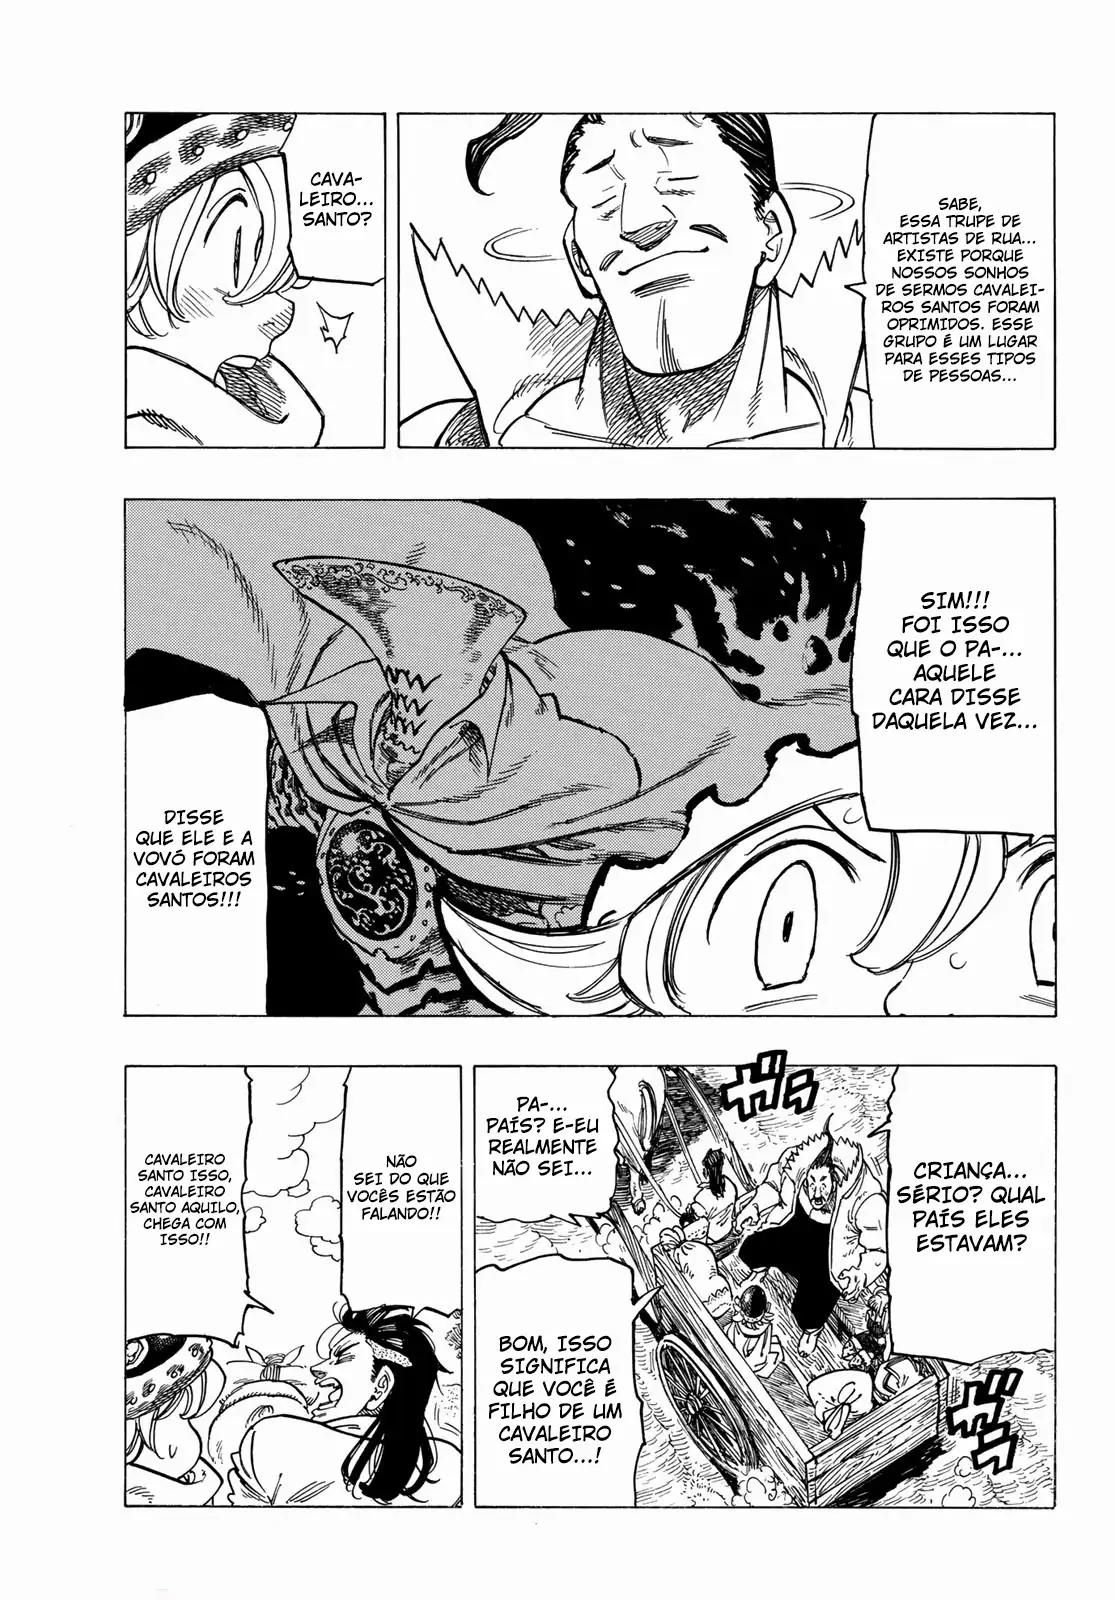 SABE,
ESSA TRUPE DE
ARTISTAS DE RUA...
EXISTE PORQUE
NOSSOS SONHOS
DE SERMOS CAVALEI-
ROS SANTOS FORAM
OPRIMIDOS. ESSE
GRUPO É UM LUGAR
PARA ESSES TIPOS
DE PESSOAS...
CAVA-
LEIRO...
SANTO?
SIM!!!
FOI ISSO
QUE O PA-...
AQUELE
CARA DISSE
DAQUELA VEZ...
DISSE
QUE ELE E A
VOVÓ FORAM
CAVALEIROS
SANTOS!!!
ガラ
ガラ
CRIANÇA...
SÉRIO? QUAL
PAÍS ELES
ESTAVAM?
PA-...
PAÍS? E-EU
REALMENTE
NÃO SEI...
BOM, ISSO
SIGNIFICA
QUE VOCÊ É
FILHO DE UM
CAVALEIRO
SANTO...!
NÃO
SEI DO QUE
VOCÊS ESTÃO
FALANDO!!
CAVALEIRO
SANTO ISSO,
CAVALEIRO
SANTO AQUILO,
CHEGA COM
ISSO!!